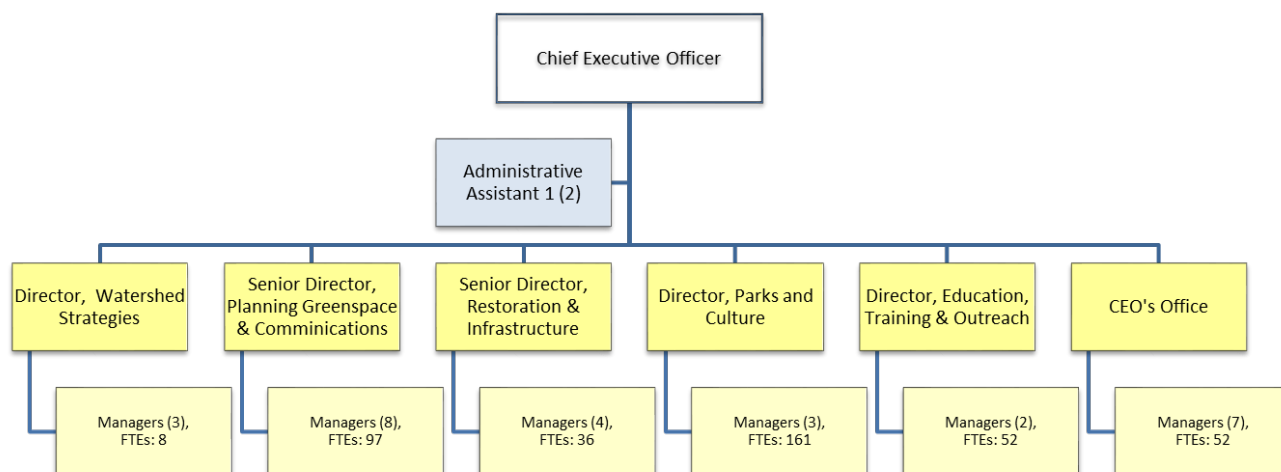 Chief Executive Officer
Administrative
Assistant 1 (2)
Director,  Watershed
Strategies
Senior Director,
Planning Greenspace
& Comminications
Senior Director,
Restoration &
Infrastructure
Director, Parks and
Culture
Director, Education,
Training & Outreach
CEO's Office
Managers (3),
FTEs: 8
Managers (8),
FTEs: 97
Managers (4),
FTEs: 36
Managers (3),
FTEs: 161
Managers (2),
FTEs: 52
Managers (7),
FTEs: 52